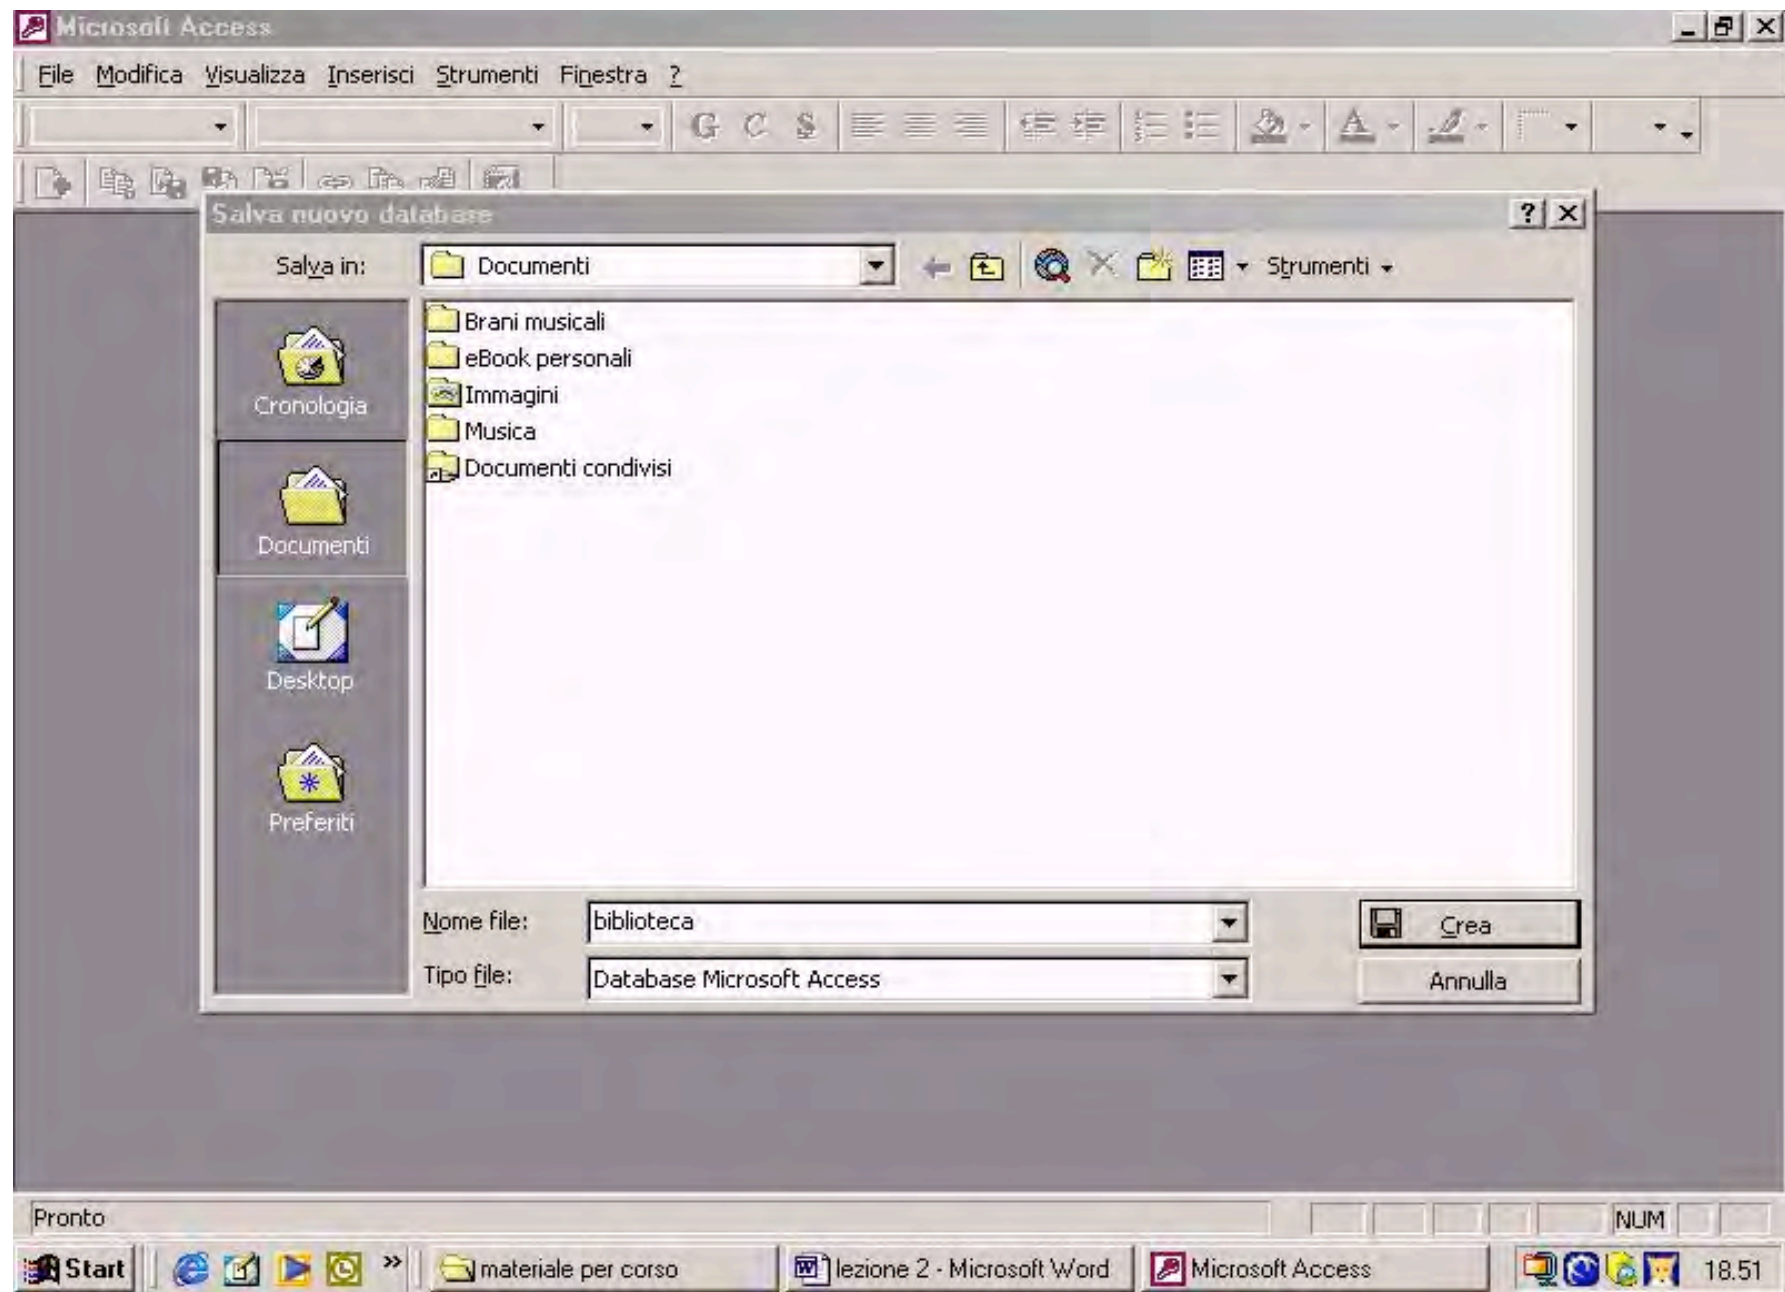 Microsoft Access
File Modifica Visualizza Inserisci Strumenti Finestra ?
G C S
Salva nuovo database
Salva in: Documenti Strumenti
Brani musicali
eBook personali
Immagini
Musica
Documenti condivisi
Cronologia
Documenti
Desktop
Preferiti
Nome file: biblioteca Crea
Tipo file: Database Microsoft Access Annulla
Pronto NUM
Start » materiale per corso lezione 2 - Microsoft Word Microsoft Access 18.51